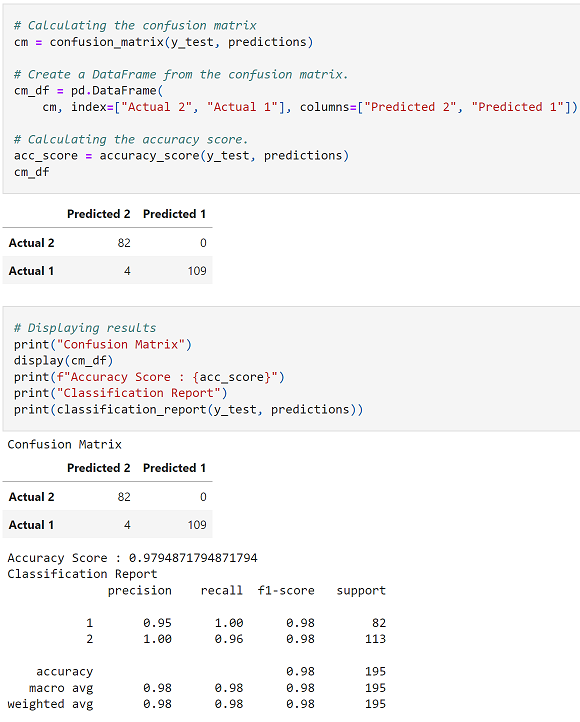 # Calculating the confusion matrix
cm = confusion_matrix(y_test, predictions)
# Create a DataFrame from the confusion matrix.
cm_df = pd.DataFrame(
    cm, index=["Actual 2", "Actual 1"], columns=["Predicted 2", "Predicted 1"])
# Calculating the accuracy score.
acc_score = accuracy_score(y_test, predictions)
cm_df
Predicted 2 Predicted 1
Actual 2 82 0
Actual 1 4 109
# Displaying results
print("Confusion Matrix")
display(cm_df)
print(f"Accuracy Score : {acc_score}")
print("Classification Report")
print(classification_report(y_test, predictions))
Confusion Matrix
Predicted 2 Predicted 1
Actual 2 82 0
Actual 1 4 109
Accuracy Score : 0.9794871794871794
Classification Report
precision recall f1-score support
1 0.95 1.00 0.98 82
2 1.00 0.96 0.98 113
accuracy 0.98 195
macro avg 0.98 0.98 0.98 195
weighted avg 0.98 0.98 0.98 195